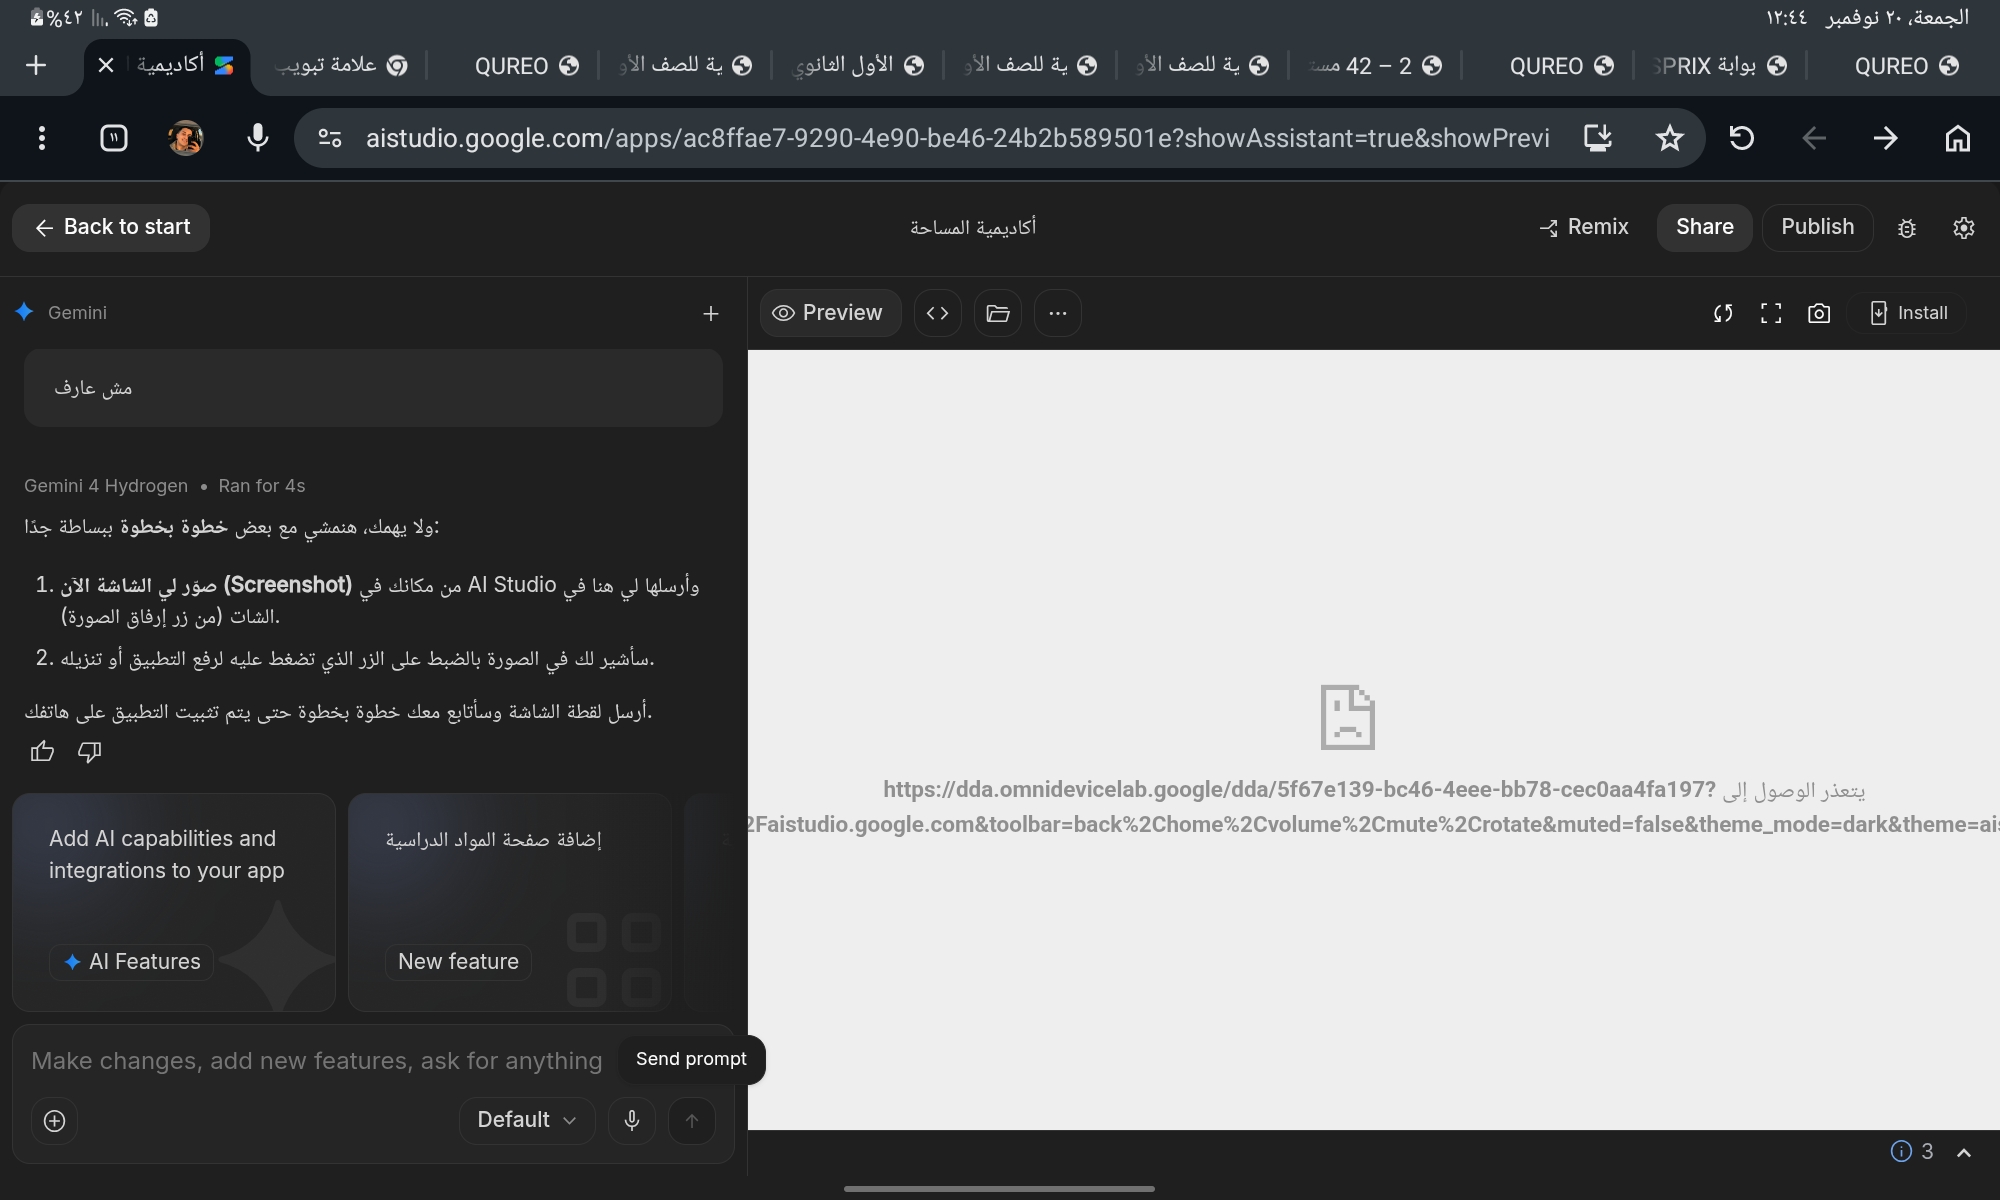 الجمعة، ٢٠ نوفمبر ١٢:٤٤
٤٢%
أكاديمية
علامة تبويب
QUREO
ية للصف الأو
الأول الثانوي
ية للصف الأو
ية للصف الأو
2 – 42 مست
QUREO
بوابة SPRIX
QUREO
١١
aistudio.google.com/apps/ac8ffae7-9290-4e90-be46-24b2b589501e?showAssistant=true&showPrevi
Back to start
أكاديمية المساحة
Remix
Share
Publish
Gemini
Preview
Install
مش عارف
Gemini 4 Hydrogen • Ran for 4s
ولا يهمك، هنمشي مع بعض خطوة بخطوة ببساطة جدًا:
1. صوّر لي الشاشة الآن (Screenshot) من مكانك في AI Studio وأرسلها لي هنا في
الشات (من زر إرفاق الصورة).
2. سأشير لك في الصورة بالضبط على الزر الذي تضغط عليه لرفع التطبيق أو تنزيله.
أرسل لقطة الشاشة وسأتابع معك خطوة بخطوة حتى يتم تثبيت التطبيق على هاتفك.
Add AI capabilities and
integrations to your app
AI Features
إضافة صفحة المواد الدراسية
New feature
Make changes, add new features, ask for anything
Send prompt
Default
يتعذر الوصول إلى https://dda.omnidevicelab.google/dda/5f67e139-bc46-4eee-bb78-cec0aa4fa197?
2Faistudio.google.com&toolbar=back%2Chome%2Cvolume%2Cmute%2Crotate&muted=false&theme_mode=dark&theme=ais
3